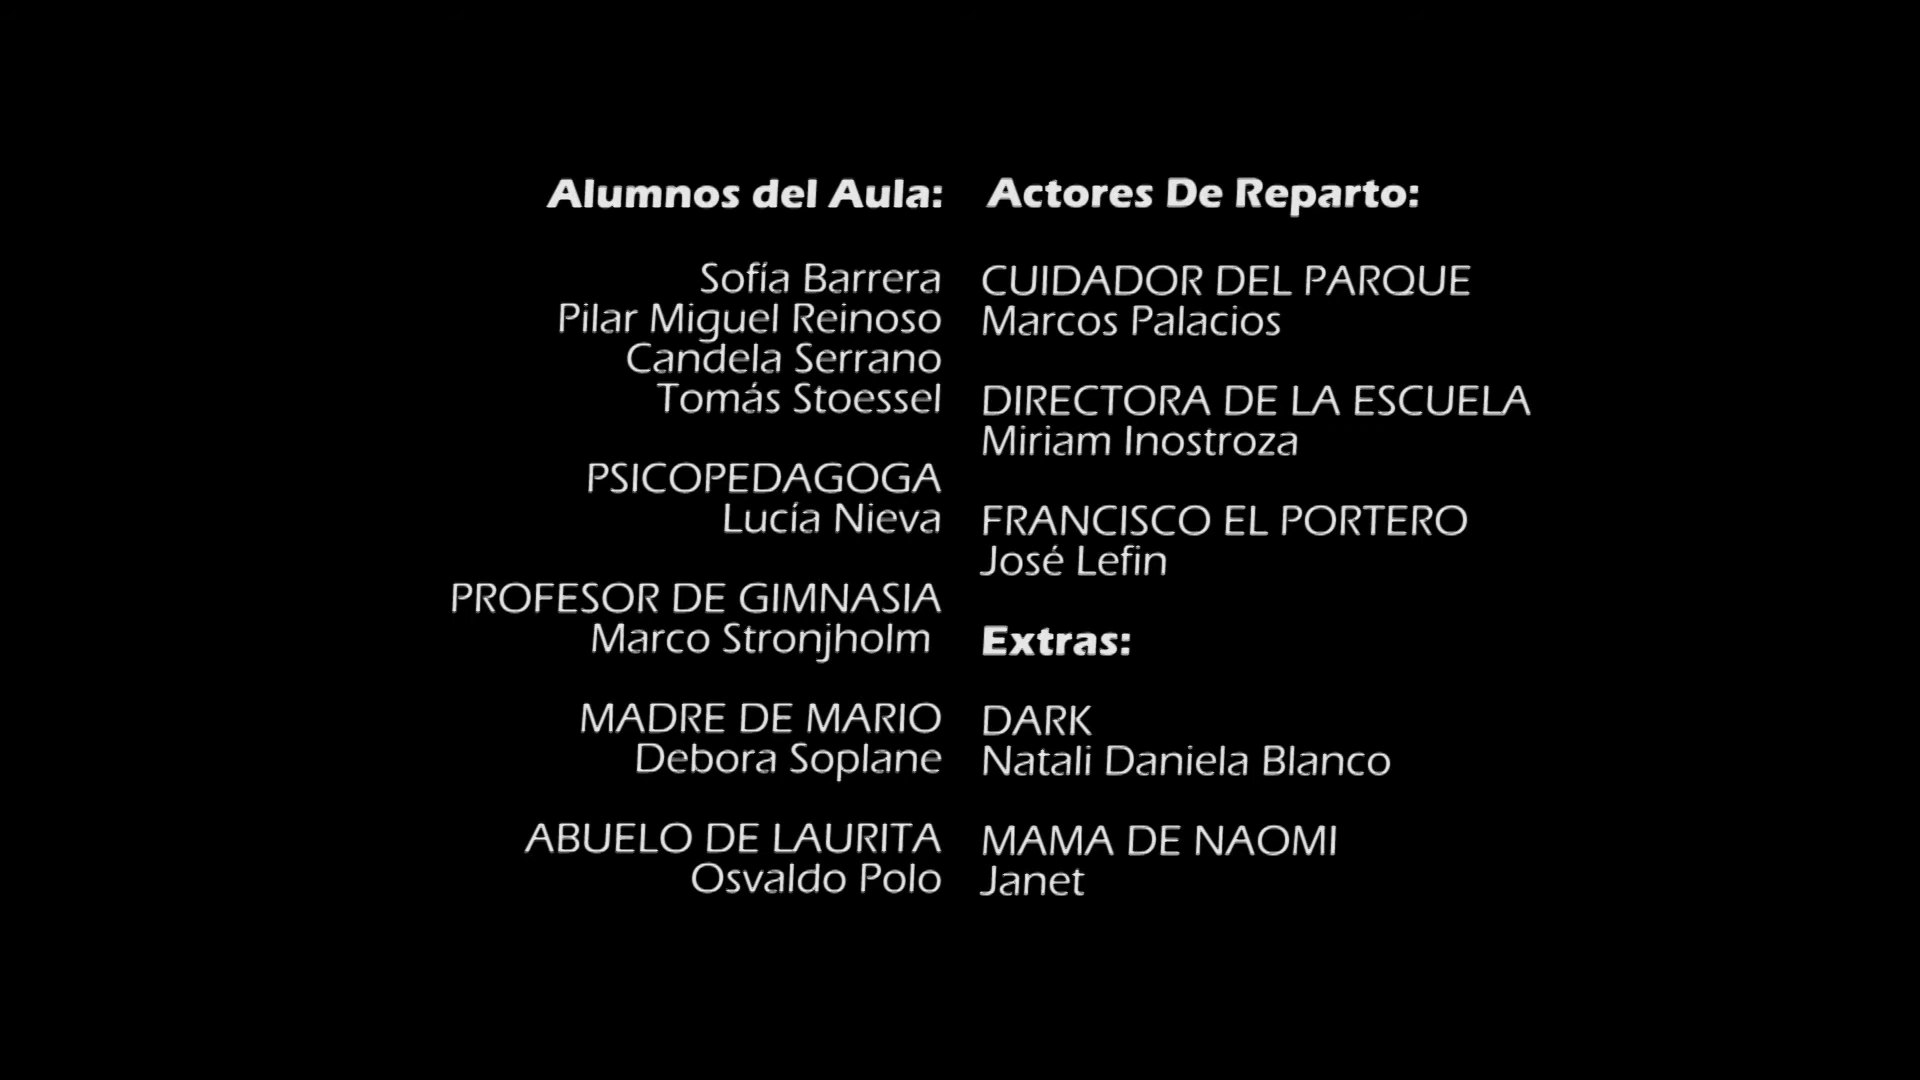 Alumnos del Aula:
Sofía Barrera
Pilar Miguel Reinoso
Candela Serrano
Tomás Stoessel
PSICOPEDAGOGA
Lucía Nieva
PROFESOR DE GIMNASIA
Marco Stronjholm
MADRE DE MARIO
Debora Soplane
ABUELO DE LAURITA
Osvaldo Polo
Actores De Reparto:
CUIDADOR DEL PARQUE
Marcos Palacios
DIRECTORA DE LA ESCUELA
Miriam Inostroza
FRANCISCO EL PORTERO
José Lefin
Extras:
DARK
Natali Daniela Blanco
MAMA DE NAOMI
Janet